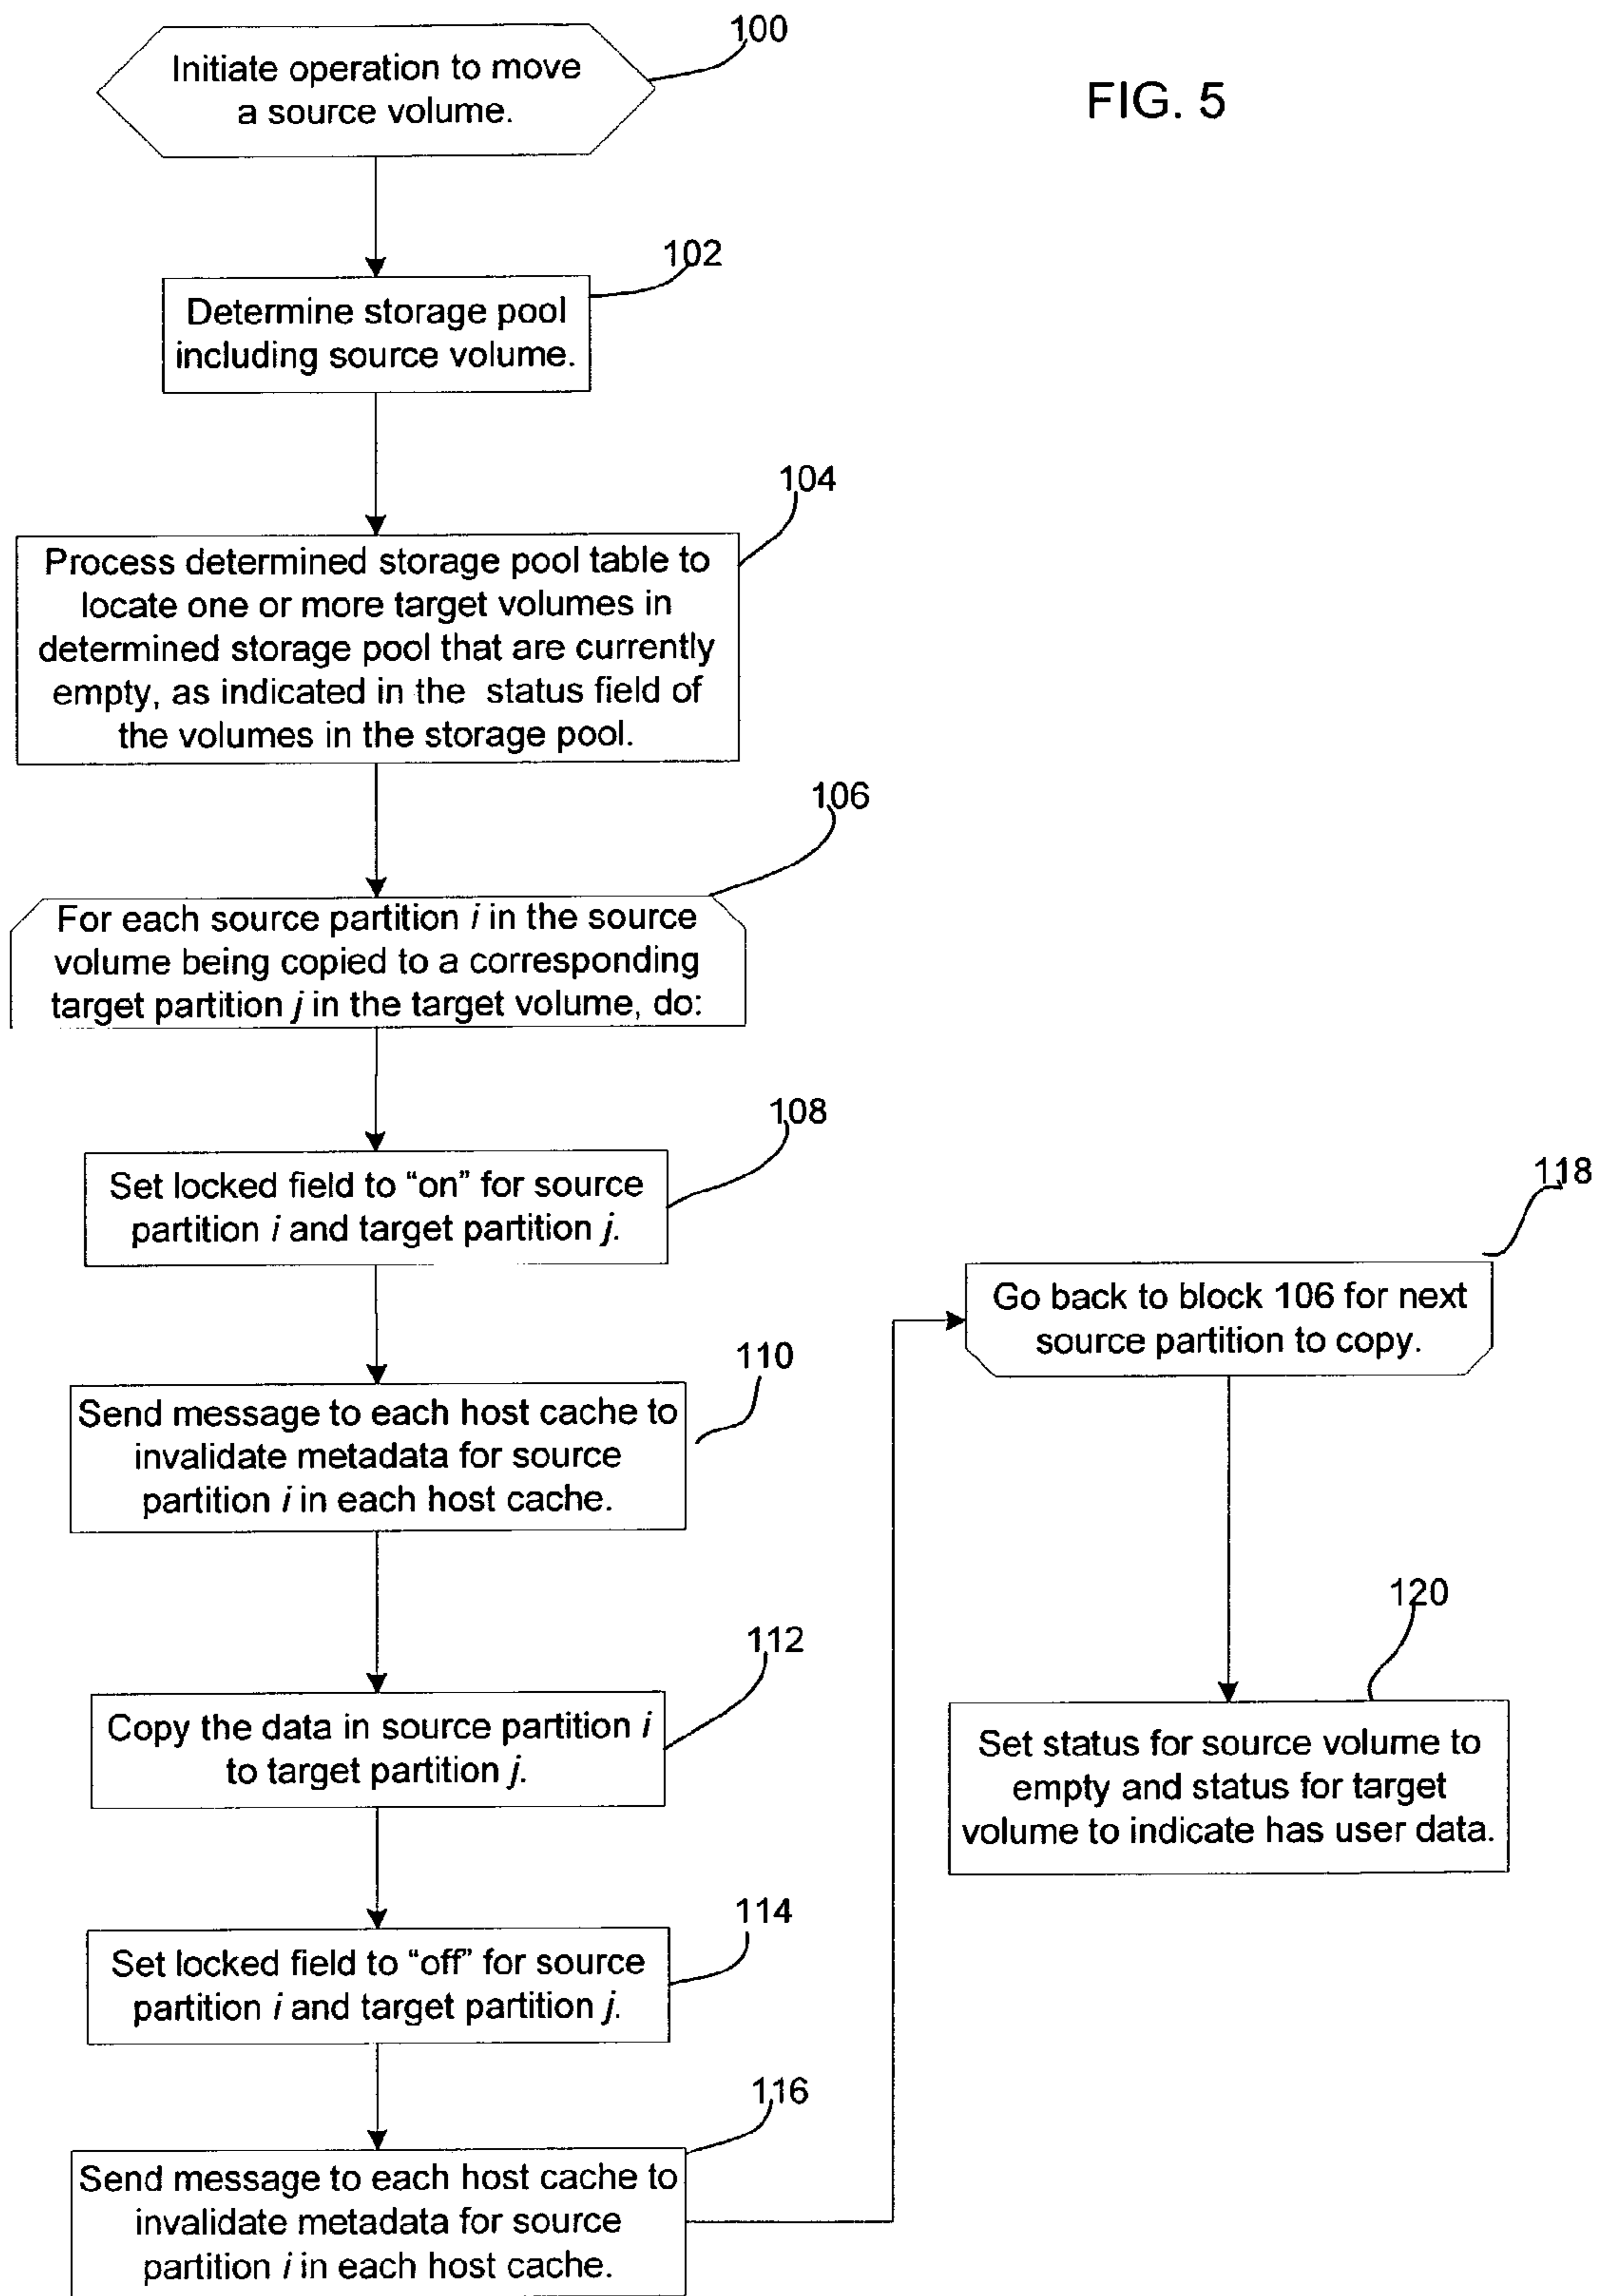 100
Initiate operation to move
a source volume.
FIG. 5
102
Determine storage pool
including source volume.
104
Process determined storage pool table to
locate one or more target volumes in
determined storage pool that are currently
empty, as indicated in the status field of
the volumes in the storage pool.
106
For each source partition i in the source
volume being copied to a corresponding
target partition j in the target volume, do:
108
Set locked field to “on” for source
partition i and target partition j.
110
Send message to each host cache to
invalidate metadata for source
partition i in each host cache.
112
Copy the data in source partition i
to target partition j.
114
Set locked field to “off” for source
partition i and target partition j.
116
Send message to each host cache to
invalidate metadata for source
partition i in each host cache.
118
Go back to block 106 for next
source partition to copy.
120
Set status for source volume to
empty and status for target
volume to indicate has user data.